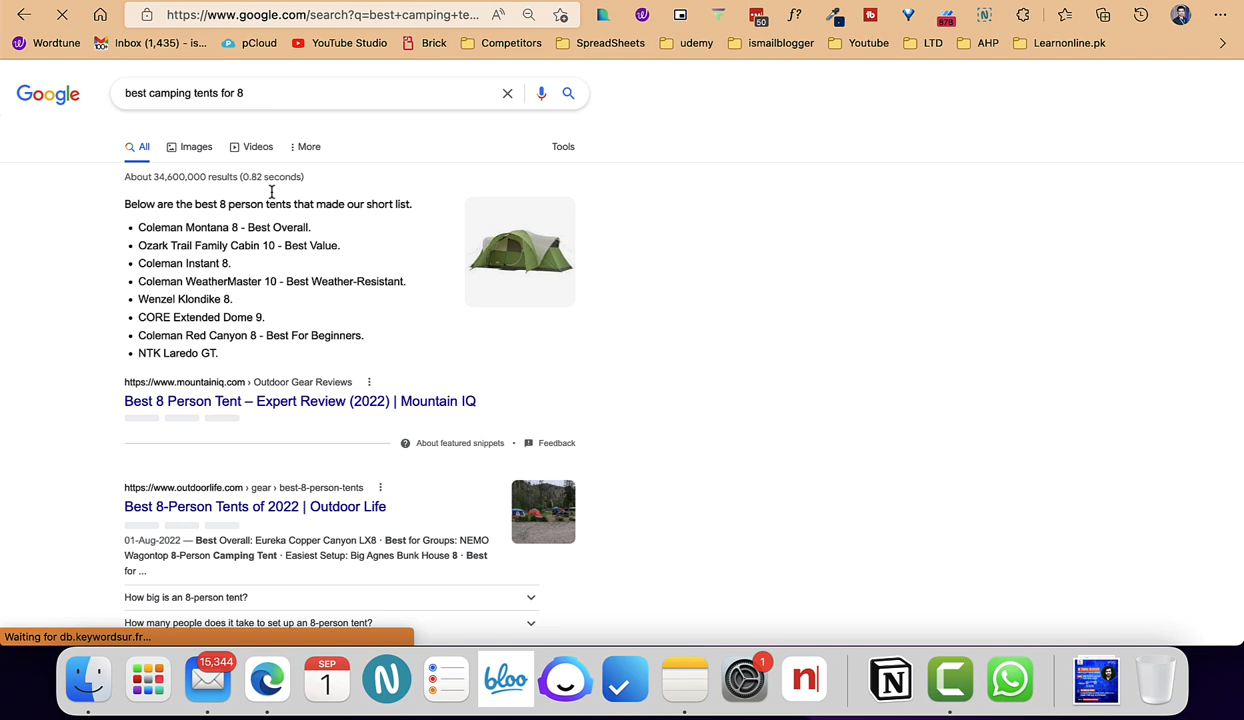 https://www.google.com/search?q=best+camping+te...
50
f?
87B
Wordtune
Inbox (1,435) - is...
pCloud
YouTube Studio
Brick
Competitors
SpreadSheets
udemy
ismailblogger
Youtube
LTD
AHP
Learnonline.pk
Google
best camping tents for 8
All
Images
Videos
More
Tools
About 34,600,000 results (0.82 seconds)
Below are the best 8 person tents that made our short list.
• Coleman Montana 8 - Best Overall.
• Ozark Trail Family Cabin 10 - Best Value.
• Coleman Instant 8.
• Coleman WeatherMaster 10 - Best Weather-Resistant.
• Wenzel Klondike 8.
• CORE Extended Dome 9.
• Coleman Red Canyon 8 - Best For Beginners.
• NTK Laredo GT.
https://www.mountainiq.com › Outdoor Gear Reviews
Best 8 Person Tent – Expert Review (2022) | Mountain IQ
About featured snippets • Feedback
https://www.outdoorlife.com › gear › best-8-person-tents
Best 8-Person Tents of 2022 | Outdoor Life
01-Aug-2022 — Best Overall: Eureka Copper Canyon LX8 · Best for Groups: NEMO
Wagontop 8-Person Camping Tent · Easiest Setup: Big Agnes Bunk House 8 · Best
for ...
How big is an 8-person tent?
How many people does it take to set up an 8-person tent?
Waiting for db.keywordsur.fr...
15,344
SEP
1
N
bloo
1
n
N
C